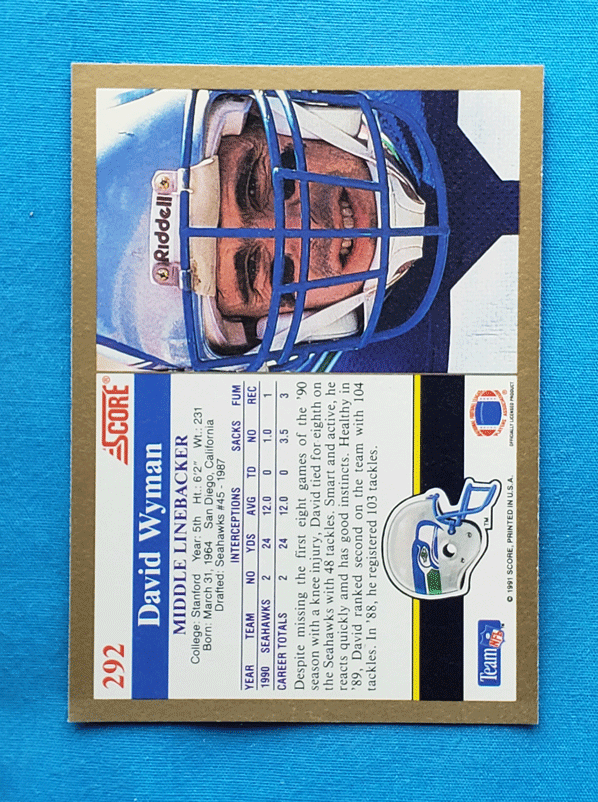 Riddell
292
SCORE®
David Wyman
MIDDLE LINEBACKER
College: Stanford Year: 5th Ht.: 6'2" Wt.: 231
Born: March 31, 1964 San Diego, California
Drafted: Seahawks #45 - 1987
INTERCEPTIONS SACKS FUM
YEAR TEAM NO YDS AVG TD NO REC
1990 SEAHAWKS 2 24 12.0 0 1.0 1
CAREER TOTALS 2 24 12.0 0 3.5 3
Despite missing the first eight games of the '90
season with a knee injury, David tied for eighth on
the Seahawks with 48 tackles. Smart and active, he
reacts quickly amd has good instincts. Healthy in
'89, David ranked second on the team with 104
tackles. In '88, he registered 103 tackles.
Team NFL
TM
© 1991 SCORE, PRINTED IN U.S.A.
OFFICIALLY LICENSED PRODUCT